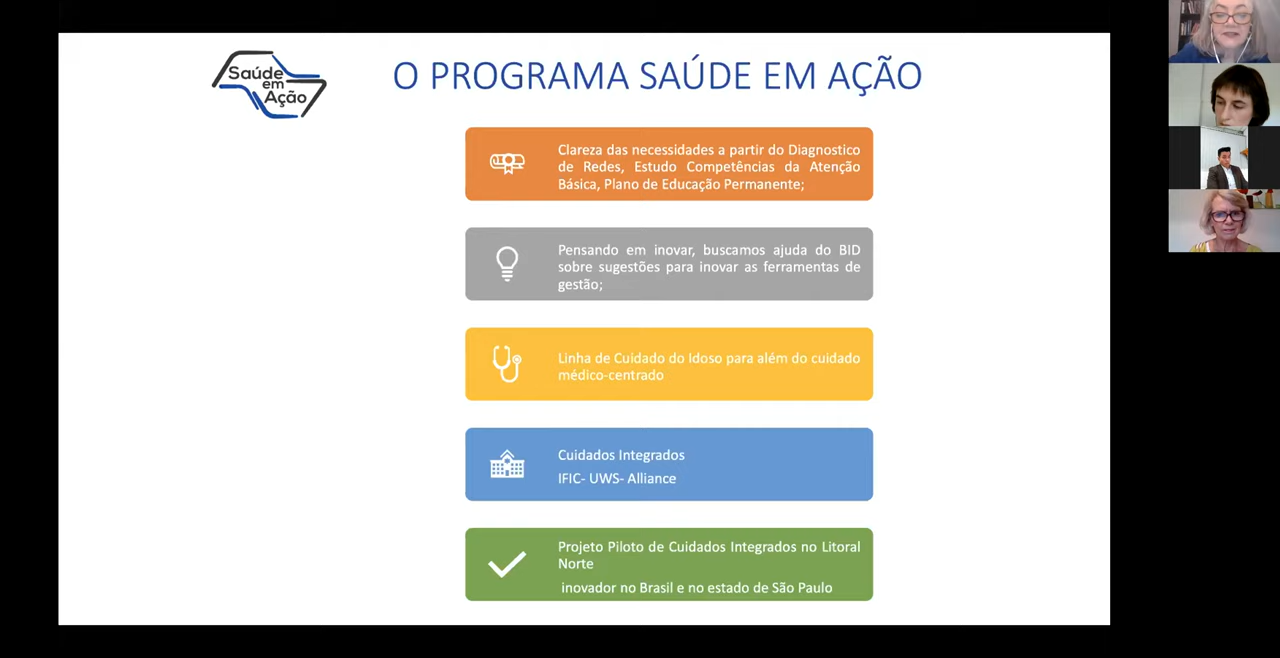 Saúde
em
Ação
O PROGRAMA SAÚDE EM AÇÃO
Clareza das necessidades a partir do Diagnostico
de Redes, Estudo Competências da Atenção
Básica, Plano de Educação Permanente;
Pensando em inovar, buscamos ajuda do BID
sobre sugestões para inovar as ferramentas de
gestão;
Linha de Cuidado do Idoso para além do cuidado
médico-centrado
Cuidados Integrados
IFIC- UWS- Alliance
Projeto Piloto de Cuidados Integrados no Litoral
Norte
inovador no Brasil e no estado de São Paulo